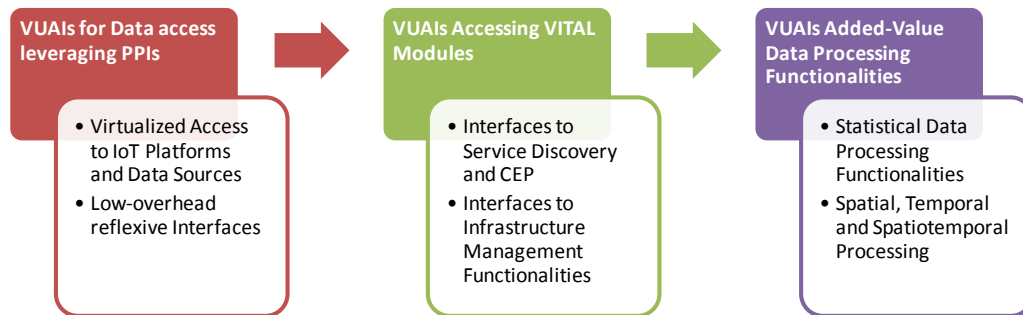 VUAIs for Data access
leveraging PPIs
• Virtualized Access
to IoT Platforms
and Data Sources
• Low-overhead
reflexive Interfaces
VUAIs Accessing VITAL
Modules
• Interfaces to
Service Discovery
and CEP
• Interfaces to
Infrastructure
Management
Functionalities
VUAIs Added-Value
Data Processing
Functionalities
• Statistical Data
Processing
Functionalities
• Spatial, Temporal
and Spatiotemporal
Processing